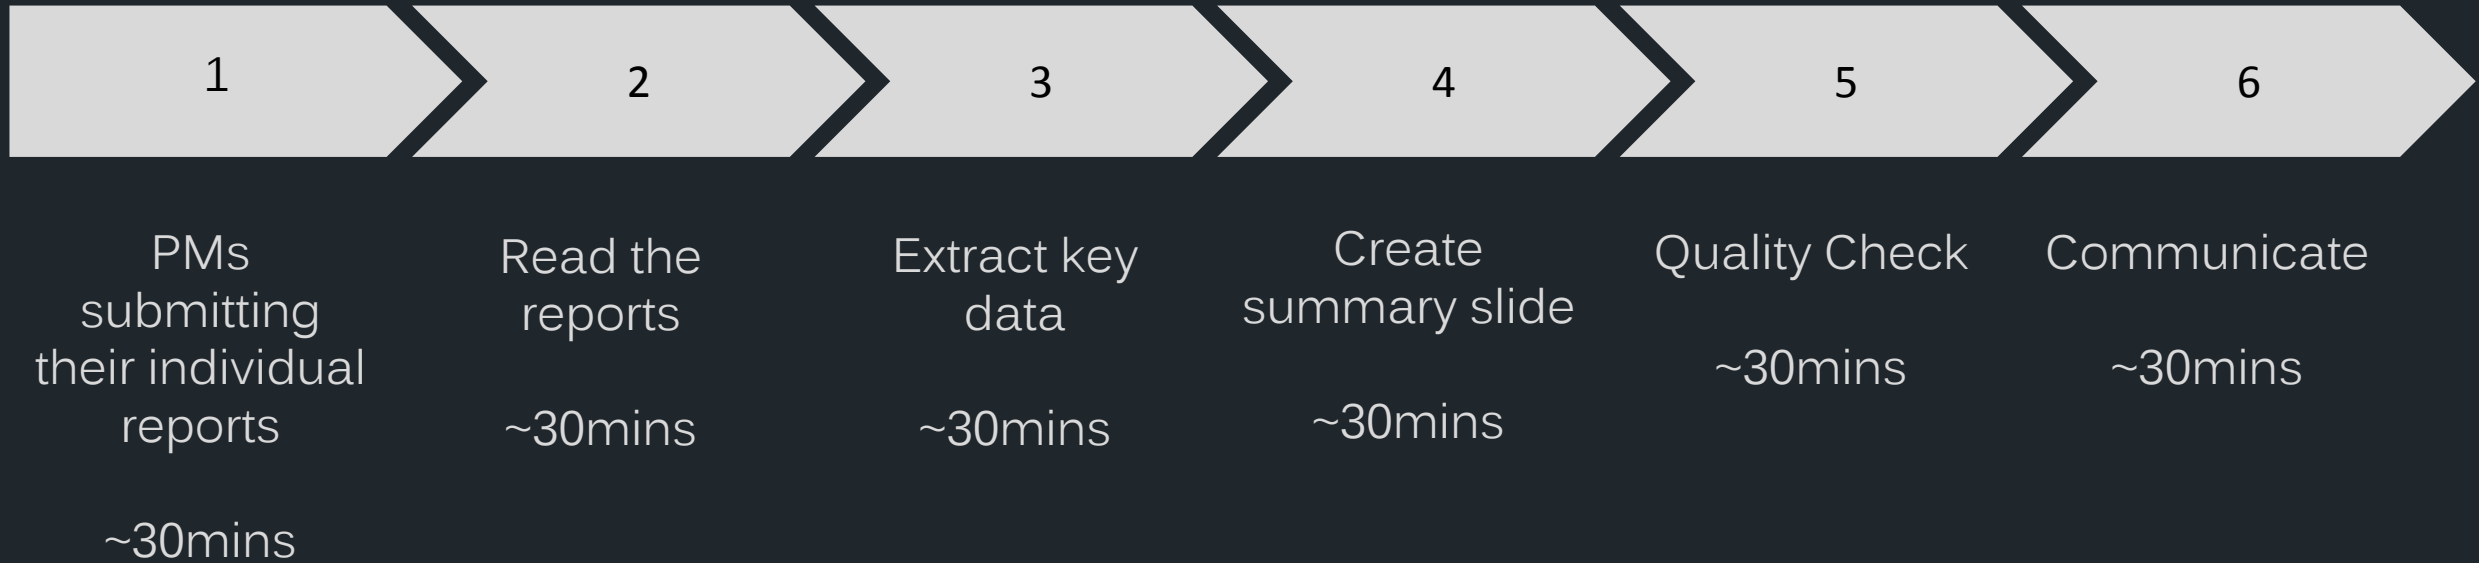 1
2
3
4
5
6
PMs
submitting
their individual
reports
~30mins
Read the
reports
~30mins
Extract key
data
~30mins
Create
summary slide
~30mins
Quality Check
~30mins
Communicate
~30mins